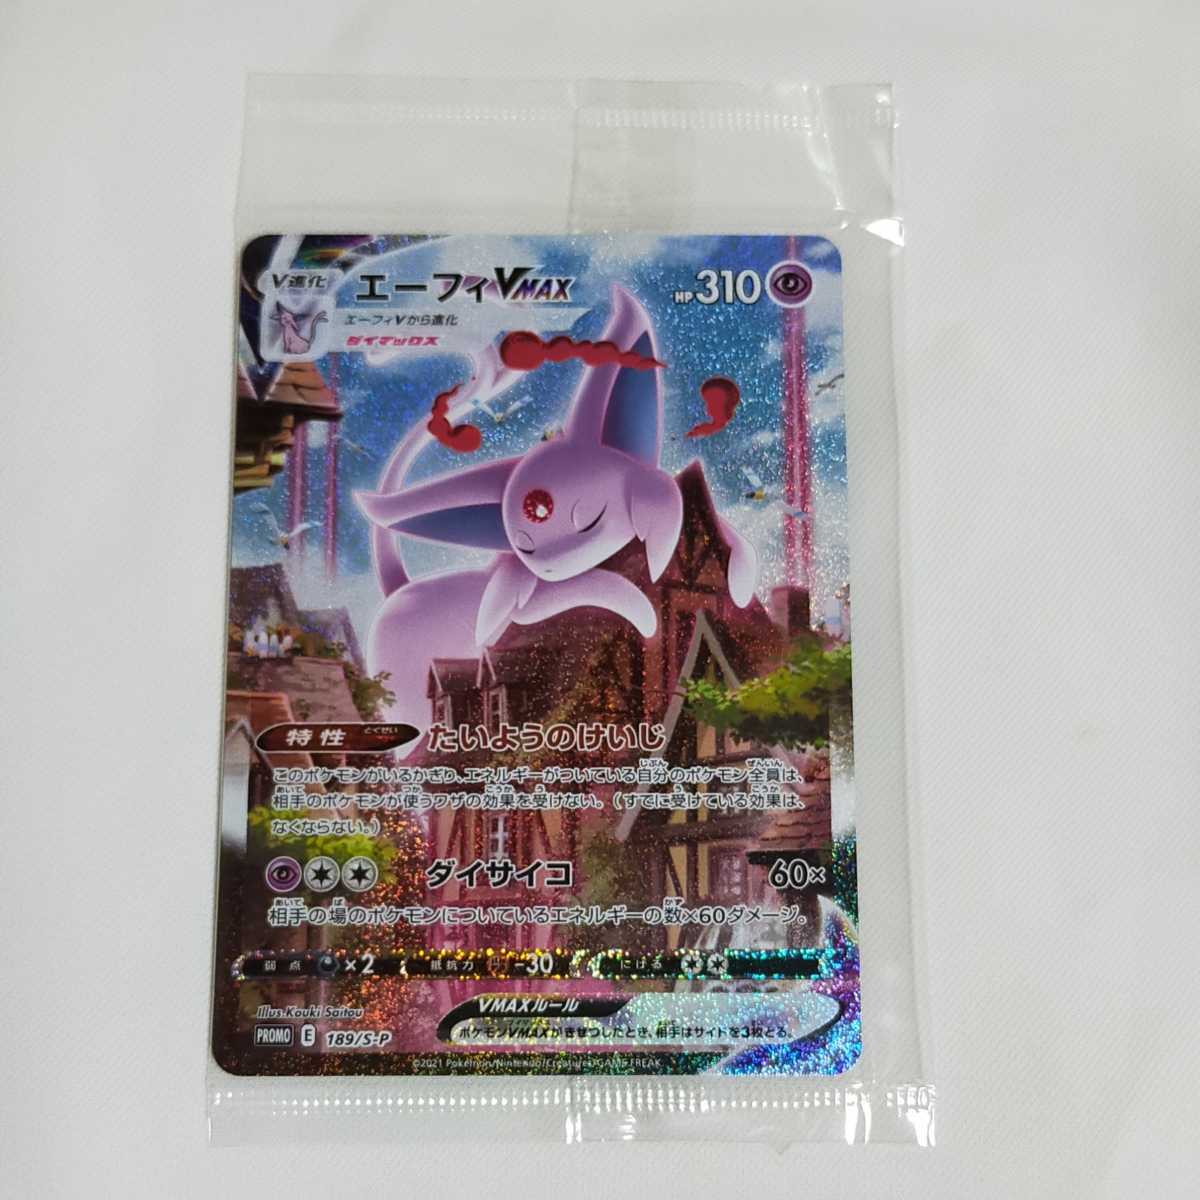 V進化
エーフィVMAX
HP310
エーフィVから進化
ダイマックス
特性 とくせい
たいようのけいじ
このポケモンがいるかぎり、エネルギーがついている自分のポケモン全員は、
相手のポケモンが使うワザの効果を受けない。(すでに受けている効果は、
なくならない。)
ダイサイコ 60×
相手の場のポケモンについているエネルギーの数×60ダメージ。
弱点 ×2 抵抗力 -30 にげる
Illus.Kouki Saitou
VMAXルール
ポケモンVMAXがきぜつしたとき、相手はサイドを3枚とる。
PROMO E 189/S-P
©2021 Pokémon/Nintendo/Creatures/GAME FREAK